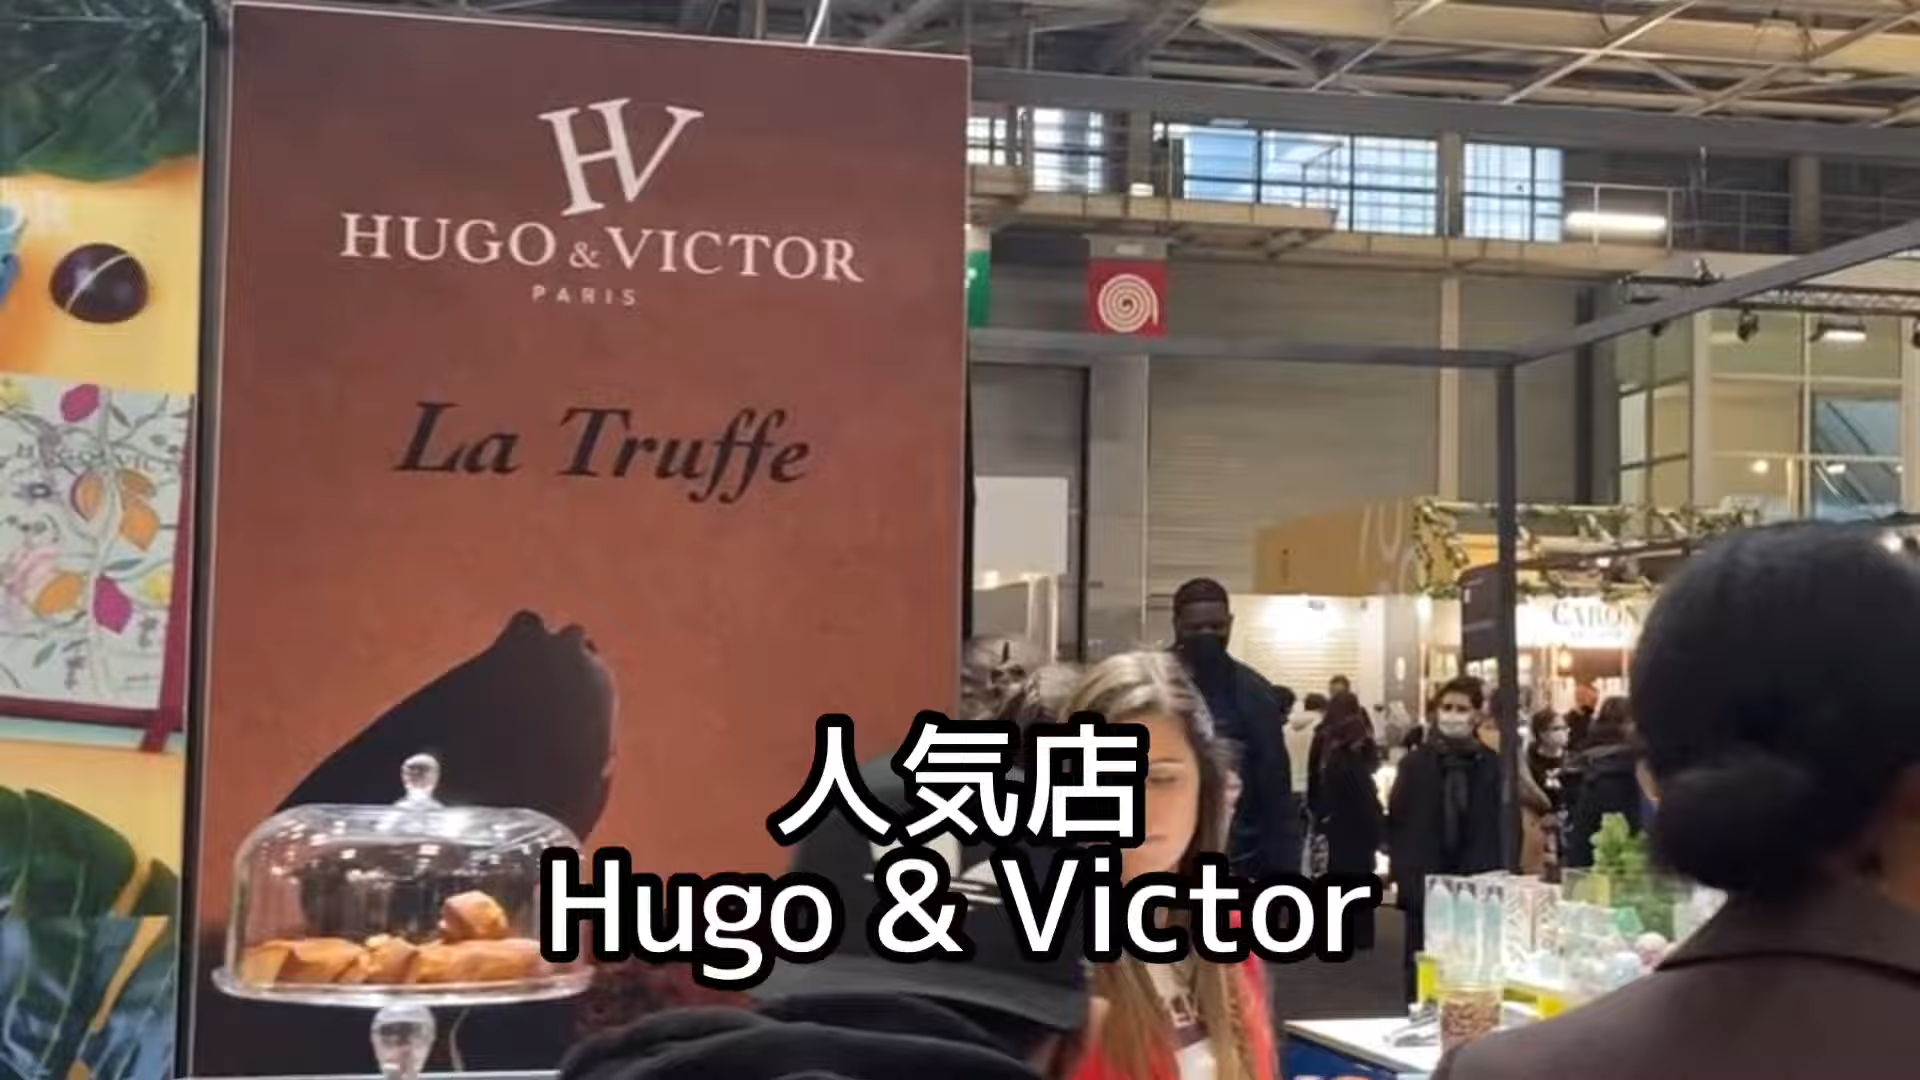 HV
HUGO & VICTOR
PARIS
La Truffe
人気店
Hugo & Victor